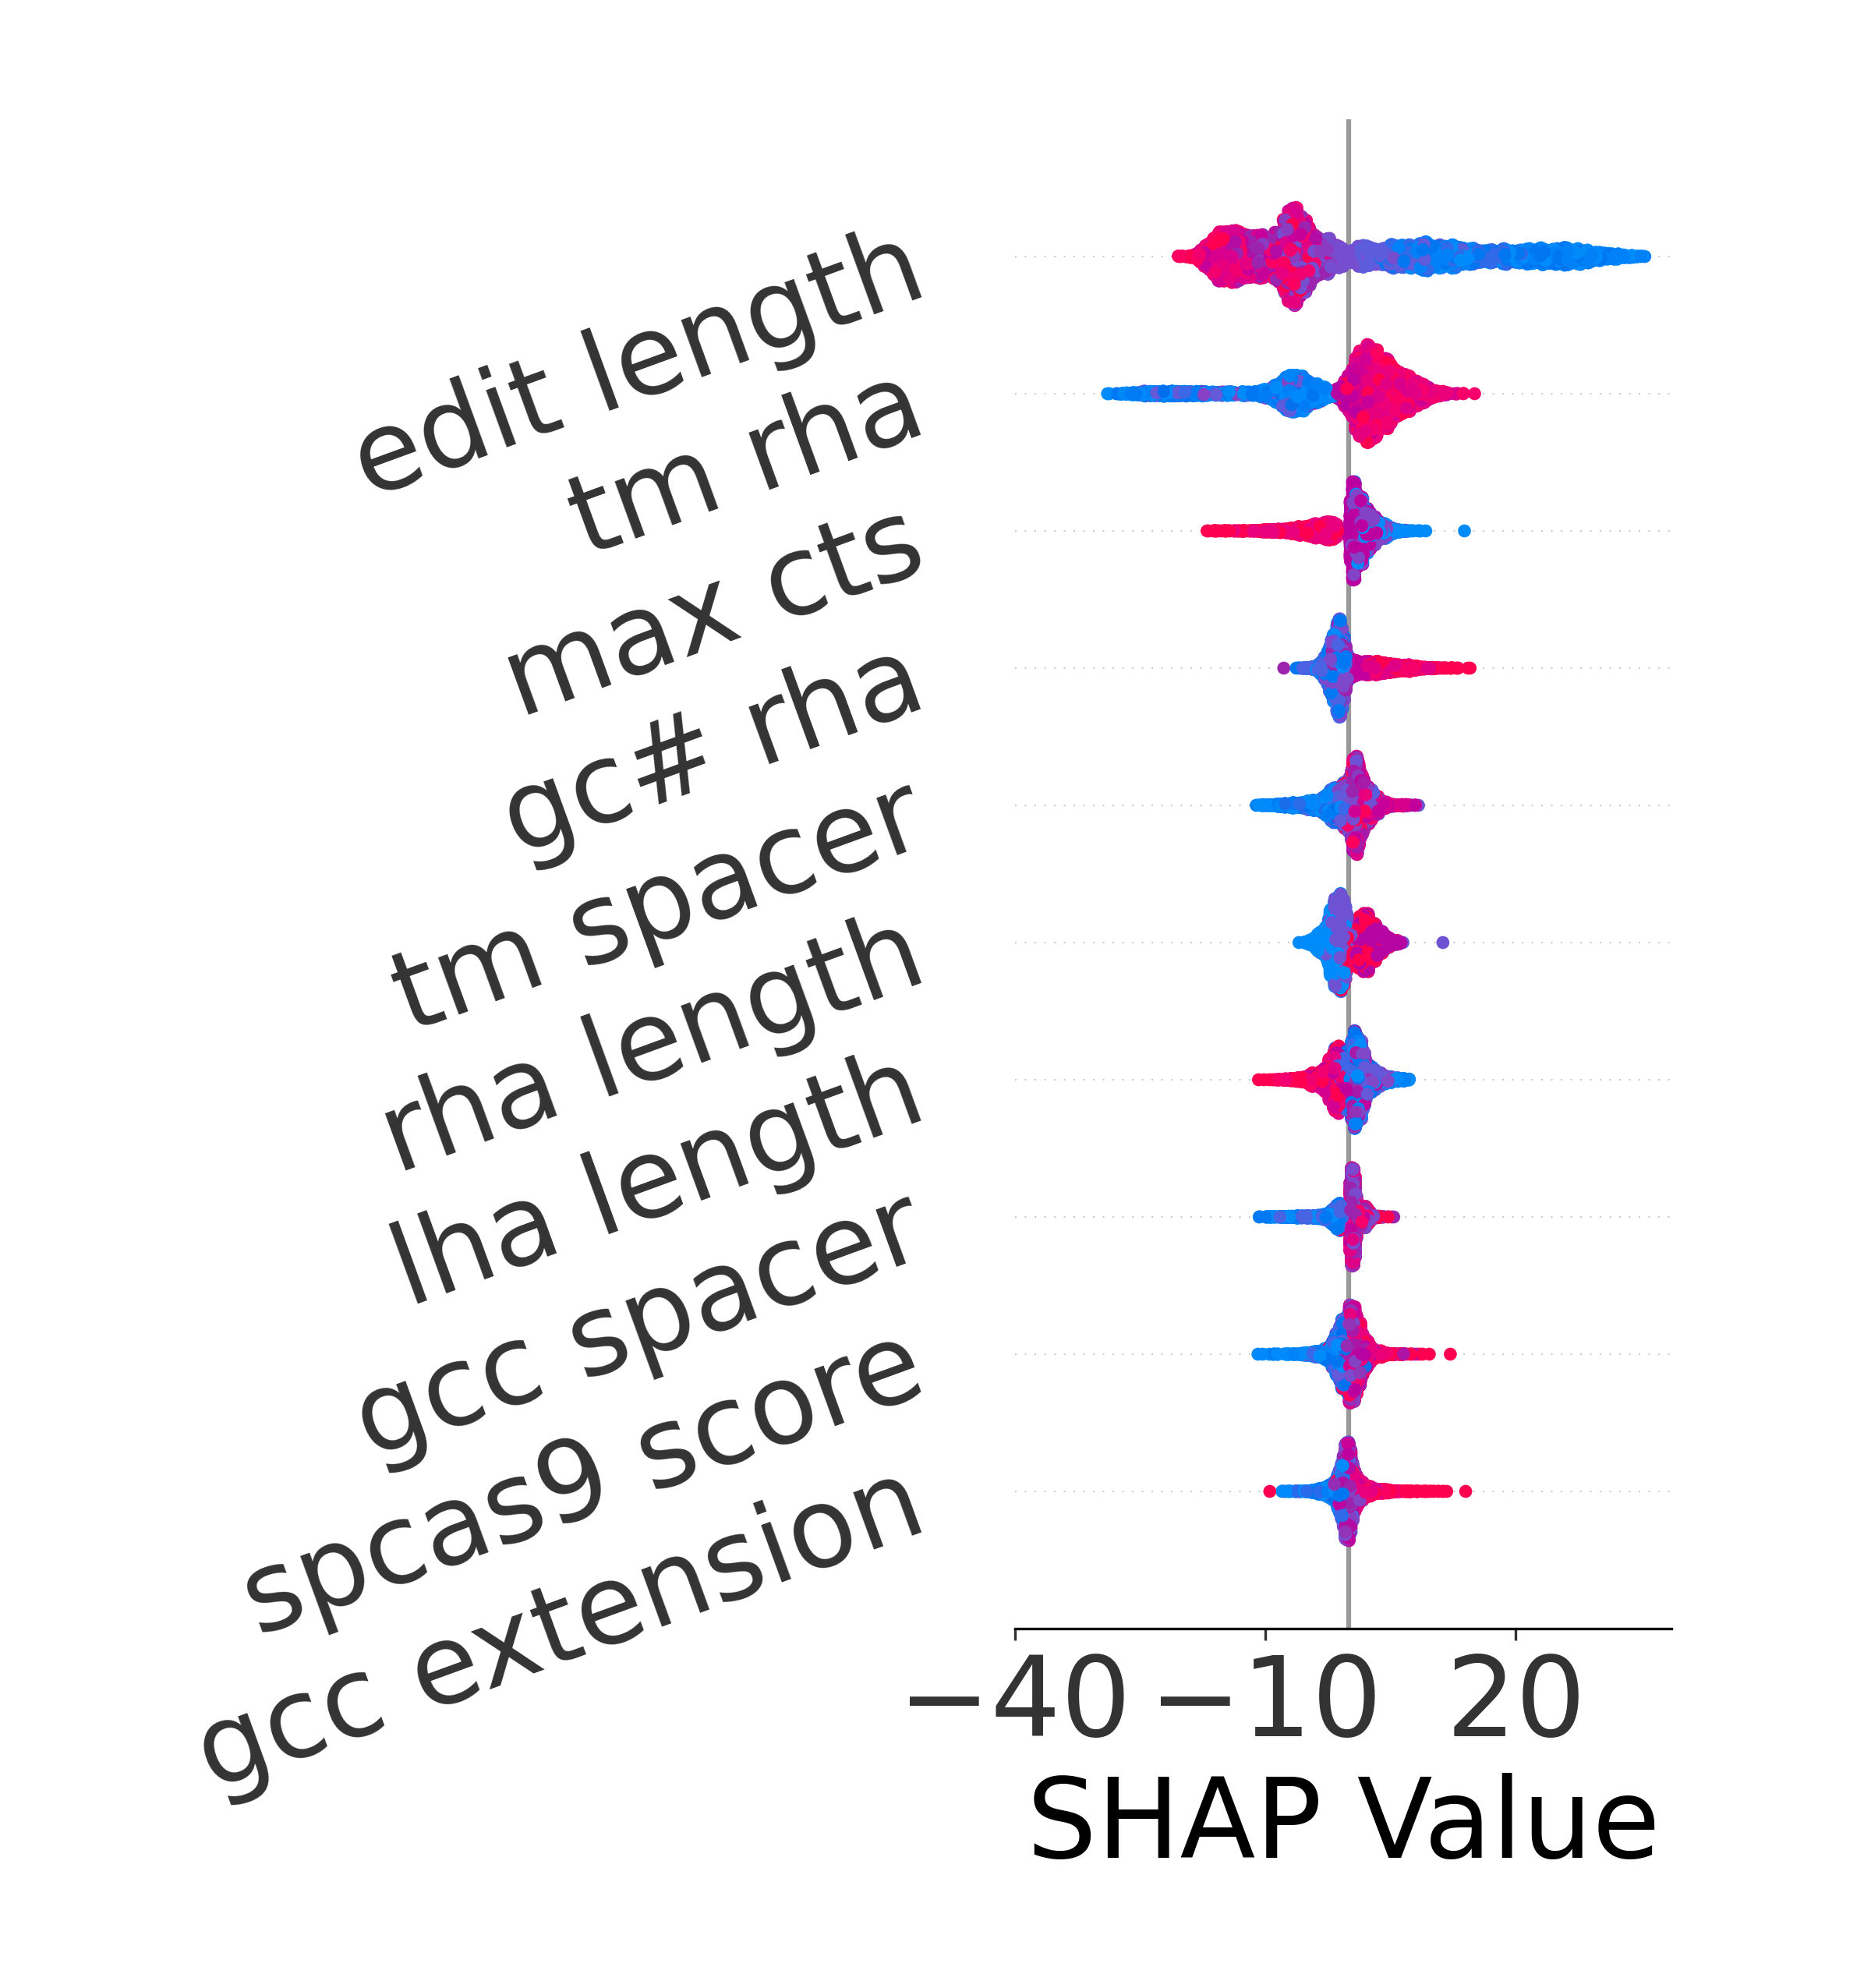 edit length
tm rha
max cts
gc# rha
tm spacer
rha length
lha length
gcc spacer
spcas9 score
gcc extension
−40 −10 20
SHAP Value